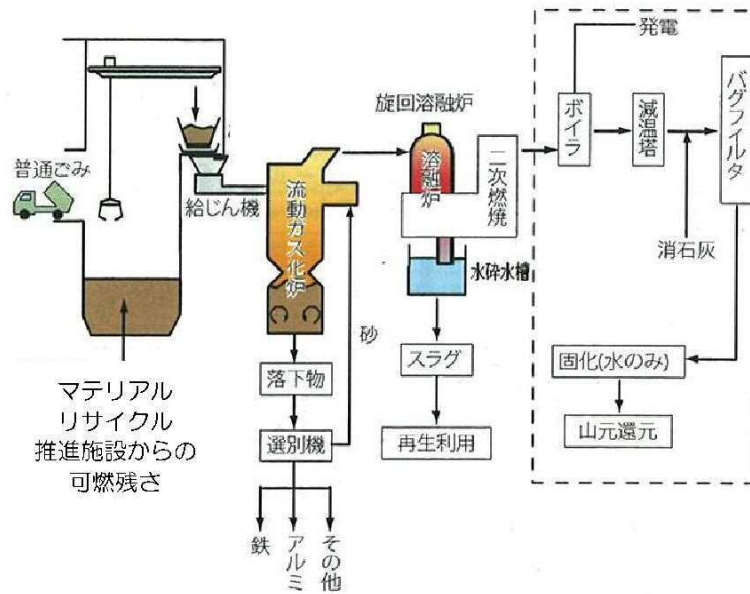 普通ごみ
給じん機
マテリアル
リサイクル
推進施設からの
可燃残さ
流動ガス化炉
砂
落下物
選別機
鉄
アルミ
その他
旋回溶融炉
溶融炉
二次燃焼
水砕水槽
スラグ
再生利用
発電
ボイラ
減温塔
バグフィルタ
消石灰
固化(水のみ)
山元還元